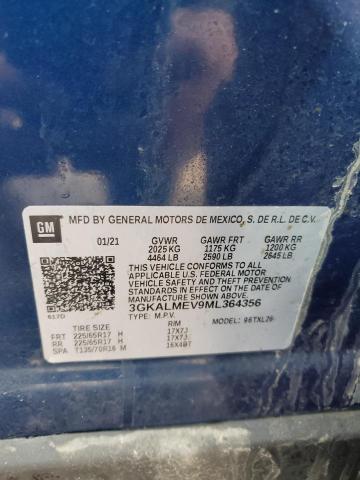 GM
MFD BY GENERAL MOTORS DE MEXICO, S. DE R.L. DE C.V.
01/21 GVWR GAWR FRT GAWR RR
2025 KG 1175 KG 1200 KG
4464 LB 2590 LB 2645 LB
THIS VEHICLE CONFORMS TO ALL APPLICABLE
U.S. FEDERAL MOTOR VEHICLE
SAFETY AND THEFT PREVENTION
STANDARDS IN EFFECT ON THE DATE OF
MANUFACTURE SHOWN ABOVE.
3GKALMEV9ML364356
TYPE: M.P.V. MODEL: 96TXL26
617D
TIRE SIZE RIM
FRT 225/65R17 H 17X7J
RR 225/65R17 H 17X7J
SPA T135/70R16 M 16X4BT